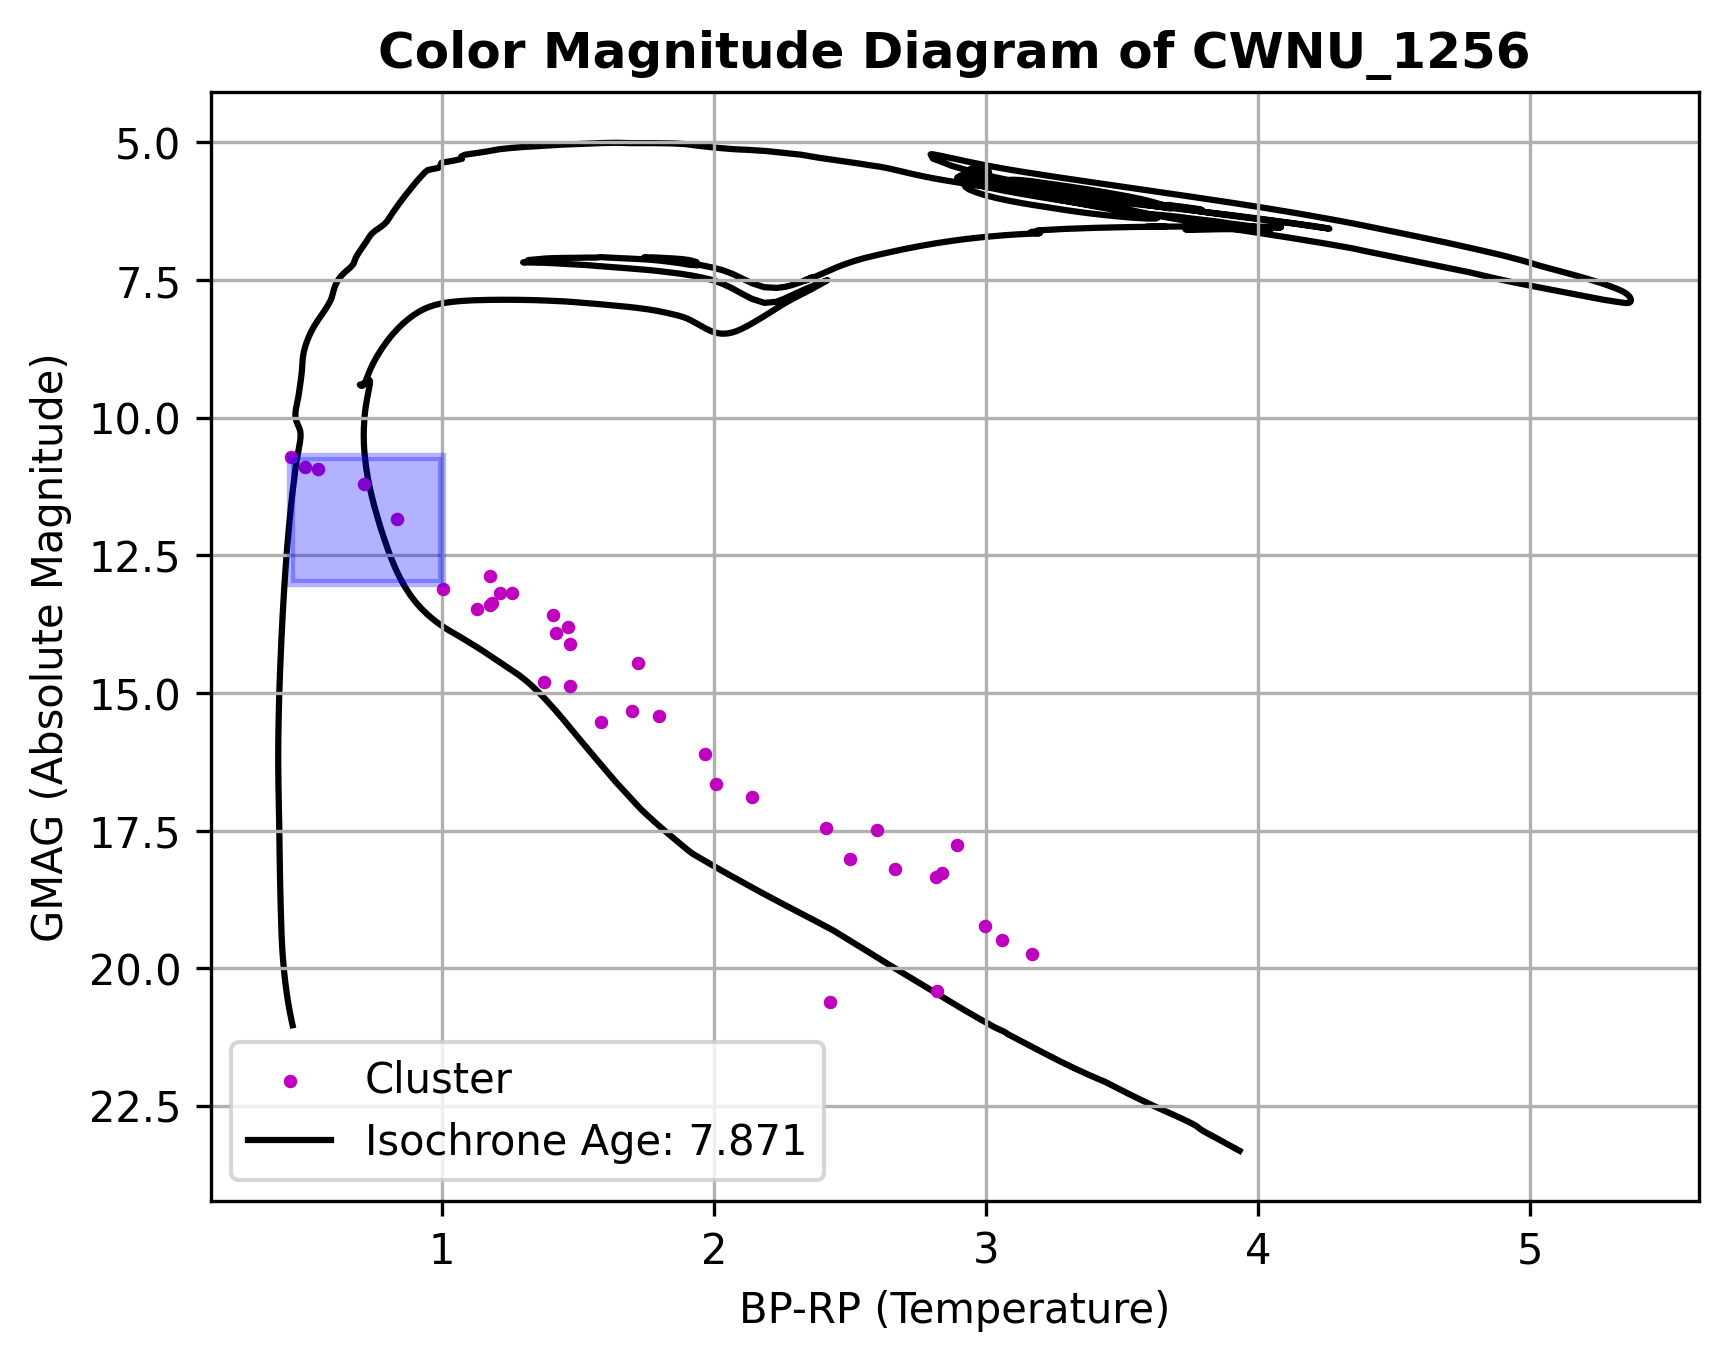 Color Magnitude Diagram of CWNU_1256
GMAG (Absolute Magnitude)
5.0
7.5
10.0
12.5
15.0
17.5
20.0
22.5
Cluster
Isochrone Age: 7.871
1 2 3 4 5
BP-RP (Temperature)